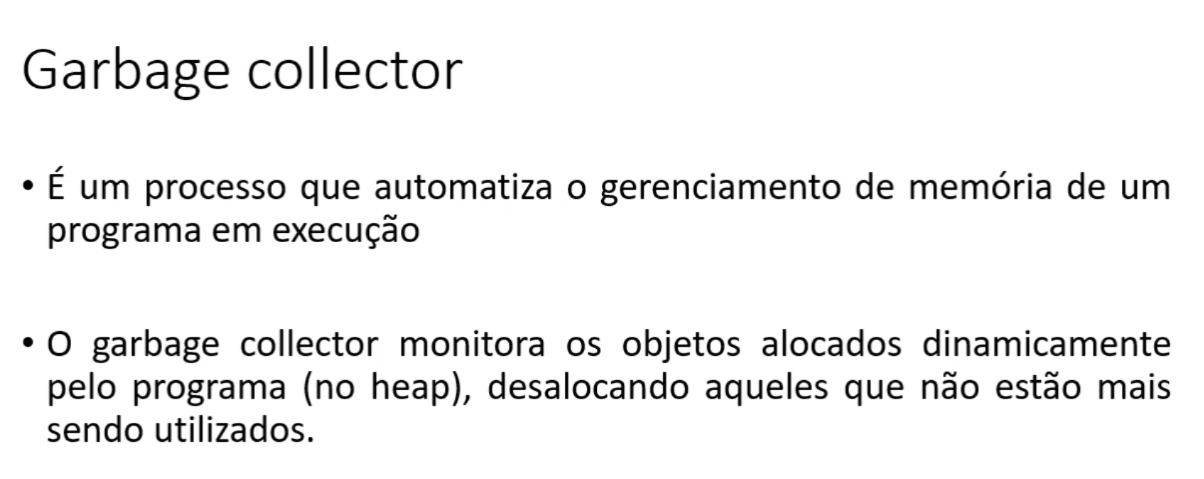 Garbage collector
• É um processo que automatiza o gerenciamento de memória de um
programa em execução
• O garbage collector monitora os objetos alocados dinamicamente
pelo programa (no heap), desalocando aqueles que não estão mais
sendo utilizados.